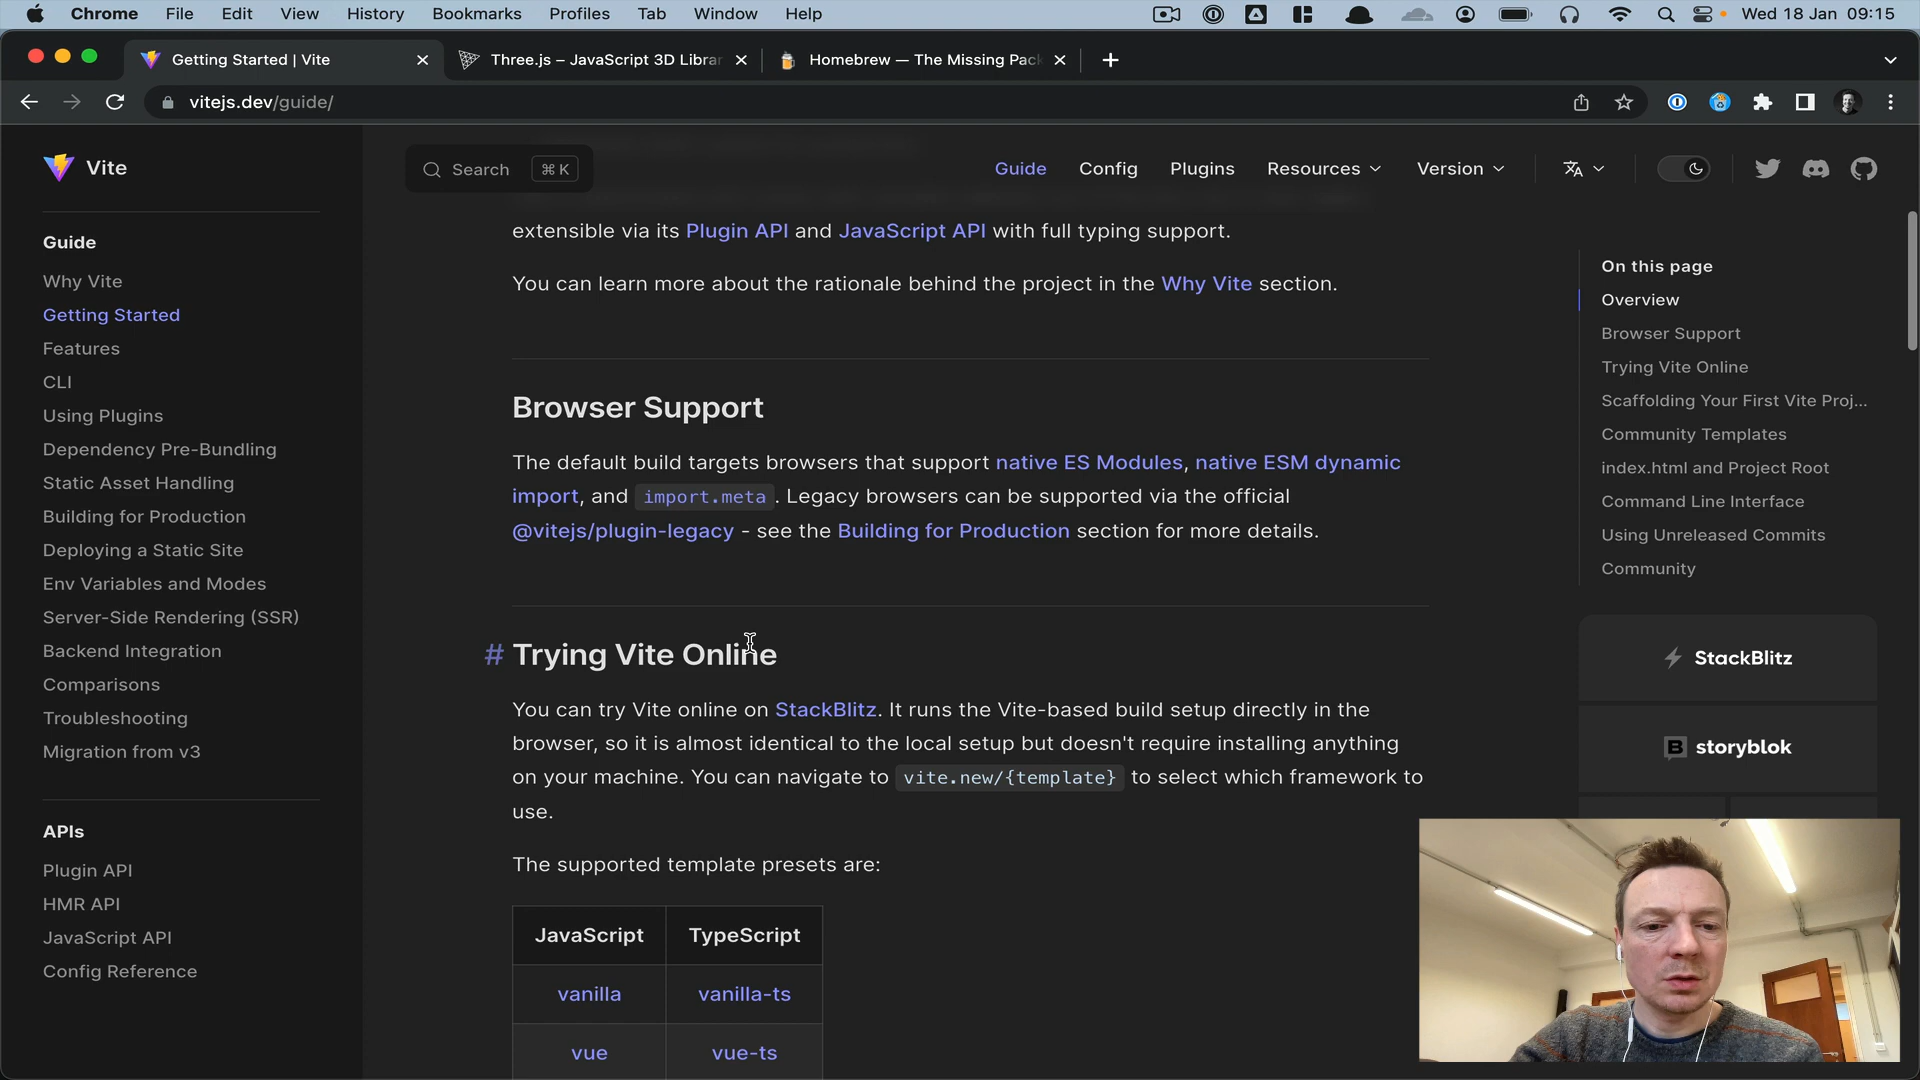 Chrome File Edit View History Bookmarks Profiles Tab Window Help Wed 18 Jan 09:15
Getting Started | Vite Three.js – JavaScript 3D Librar Homebrew — The Missing Pack
vitejs.dev/guide/
Vite
Search ⌘ K
Guide Config Plugins Resources Version
Guide
Why Vite
Getting Started
Features
CLI
Using Plugins
Dependency Pre-Bundling
Static Asset Handling
Building for Production
Deploying a Static Site
Env Variables and Modes
Server-Side Rendering (SSR)
Backend Integration
Comparisons
Troubleshooting
Migration from v3
APIs
Plugin API
HMR API
JavaScript API
Config Reference
extensible via its Plugin API and JavaScript API with full typing support.
You can learn more about the rationale behind the project in the Why Vite section.
Browser Support
The default build targets browsers that support native ES Modules, native ESM dynamic
import, and import.meta. Legacy browsers can be supported via the official
@vitejs/plugin-legacy - see the Building for Production section for more details.
# Trying Vite Online
You can try Vite online on StackBlitz. It runs the Vite-based build setup directly in the
browser, so it is almost identical to the local setup but doesn't require installing anything
on your machine. You can navigate to vite.new/{template} to select which framework to
use.
The supported template presets are:
JavaScript TypeScript
vanilla vanilla-ts
vue vue-ts
On this page
Overview
Browser Support
Trying Vite Online
Scaffolding Your First Vite Proj...
Community Templates
index.html and Project Root
Command Line Interface
Using Unreleased Commits
Community
StackBlitz
storyblok